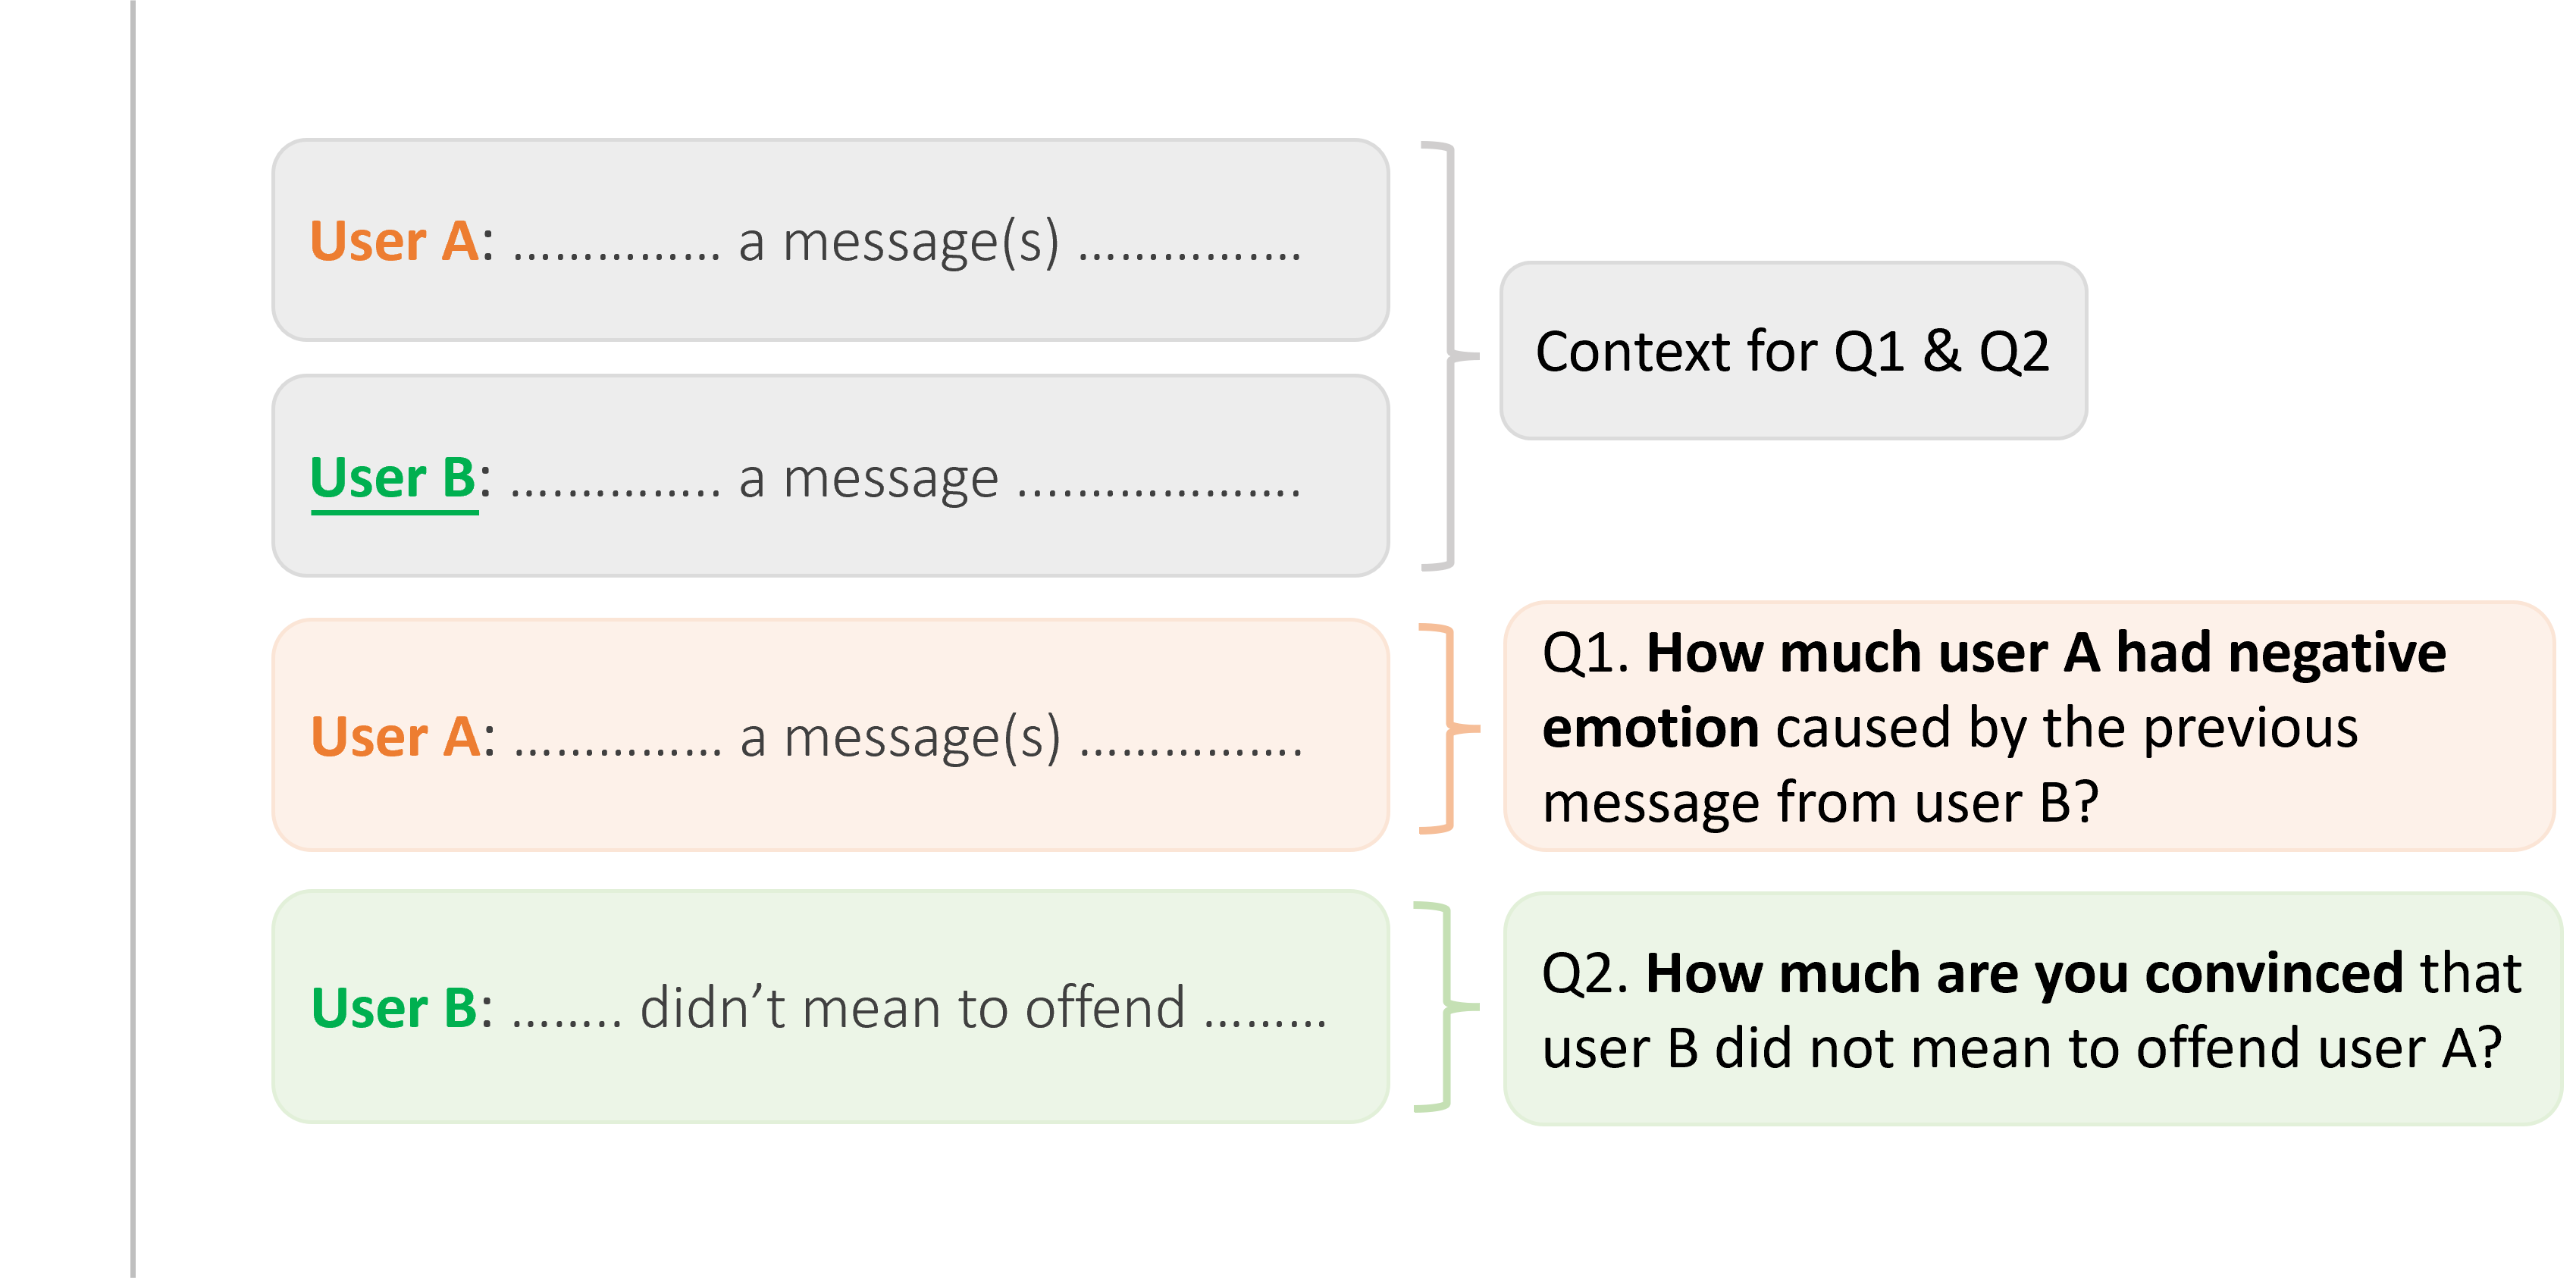 User A: ............... a message(s) ................
Context for Q1 & Q2
User B: ............... a message ....................
User A: ............... a message(s) ................
Q1. How much user A had negative
emotion caused by the previous
message from user B?
User B: ........ didn’t mean to offend .........
Q2. How much are you convinced that
user B did not mean to offend user A?